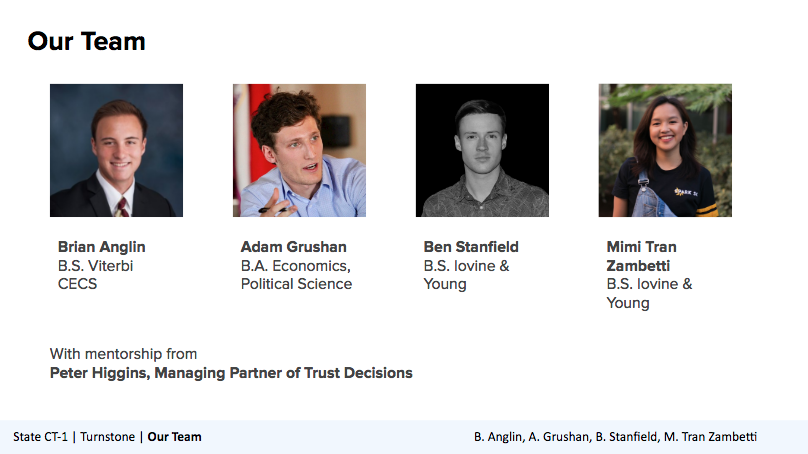 Our Team
Brian Anglin
B.S. Viterbi
CECS
Adam Grushan
B.A. Economics,
Political Science
Ben Stanfield
B.S. Iovine &
Young
Mimi Tran
Zambetti
B.S. Iovine &
Young
With mentorship from
Peter Higgins, Managing Partner of Trust Decisions
State CT-1 | Turnstone | Our Team
B. Anglin, A. Grushan, B. Stanfield, M. Tran Zambetti